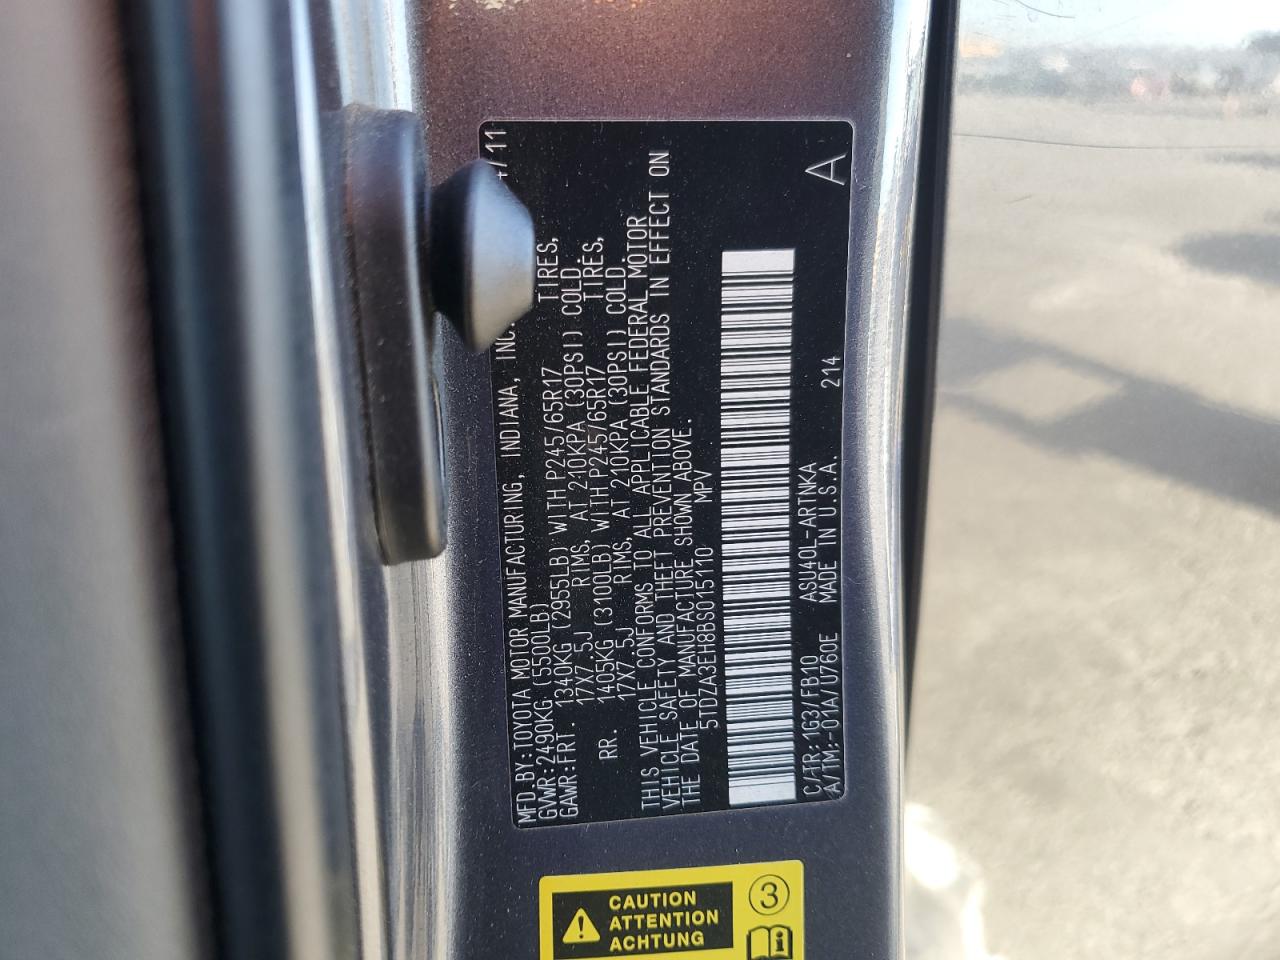 MFD.BY:TOYOTA MOTOR MANUFACTURING, INDIANA, INC. /11
GVWR:2490KG (5500LB)
GAWR:FRT. 1340KG (2955LB) WITH P245/65R17 TIRES,
17X7.5J RIMS, AT 210KPA (30PSI) COLD.
RR. 1405KG (3100LB) WITH P245/65R17 TIRES,
17X7.5J RIMS, AT 210KPA (30PSI) COLD.
THIS VEHICLE CONFORMS TO ALL APPLICABLE FEDERAL MOTOR
VEHICLE SAFETY AND THEFT PREVENTION STANDARDS IN EFFECT ON
THE DATE OF MANUFACTURE SHOWN ABOVE.
5TDZA3EH8BS015110 MPV
C/TR:1G3/FB10 ASU40L-ARTNKA 214 A
A/TM:-01A/U760E MADE IN U.S.A.
CAUTION
ATTENTION
ACHTUNG
3
i